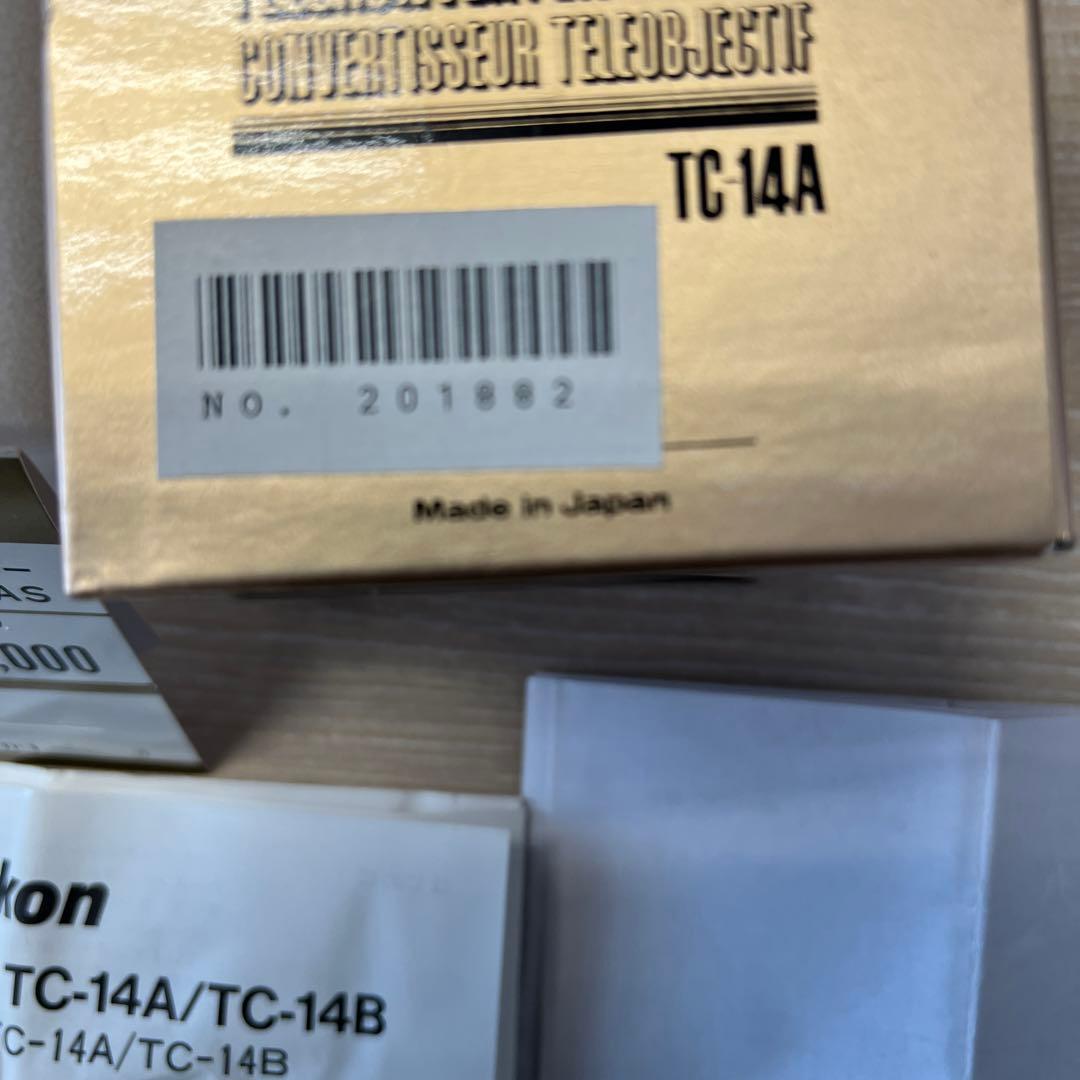 CONVERTISSEUR TELEOBJECTIF
TC-14A
NO. 201882
Made in Japan
AS
,000
kon
TC-14A/TC-14B
TC-14A/TC-14B